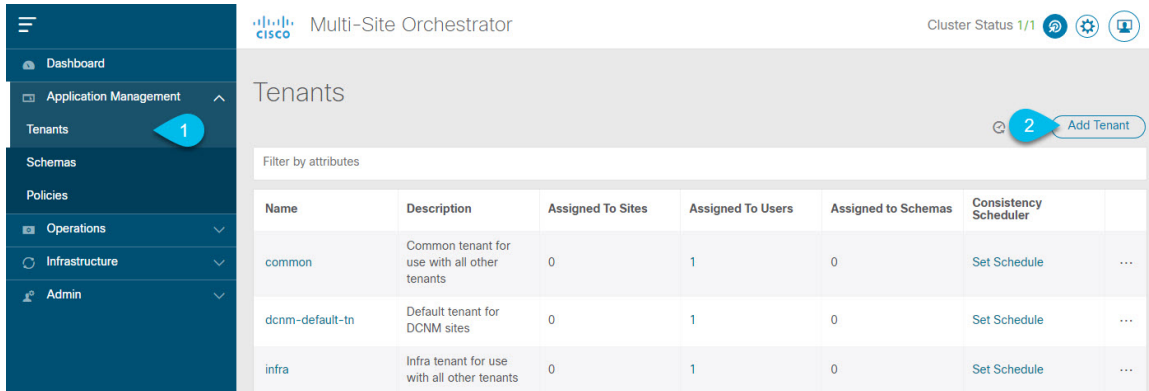 cisco Multi-Site Orchestrator
Cluster Status 1/1
Dashboard
Application Management
Tenants
1
Schemas
Policies
Operations
Infrastructure
Admin
Tenants
2
Add Tenant
Filter by attributes
Name Description Assigned To Sites Assigned To Users Assigned to Schemas Consistency Scheduler
common Common tenant for use with all other tenants 0 1 0 Set Schedule ...
dcnm-default-tn Default tenant for DCNM sites 0 1 0 Set Schedule ...
infra Infra tenant for use with all other tenants 0 1 0 Set Schedule ...